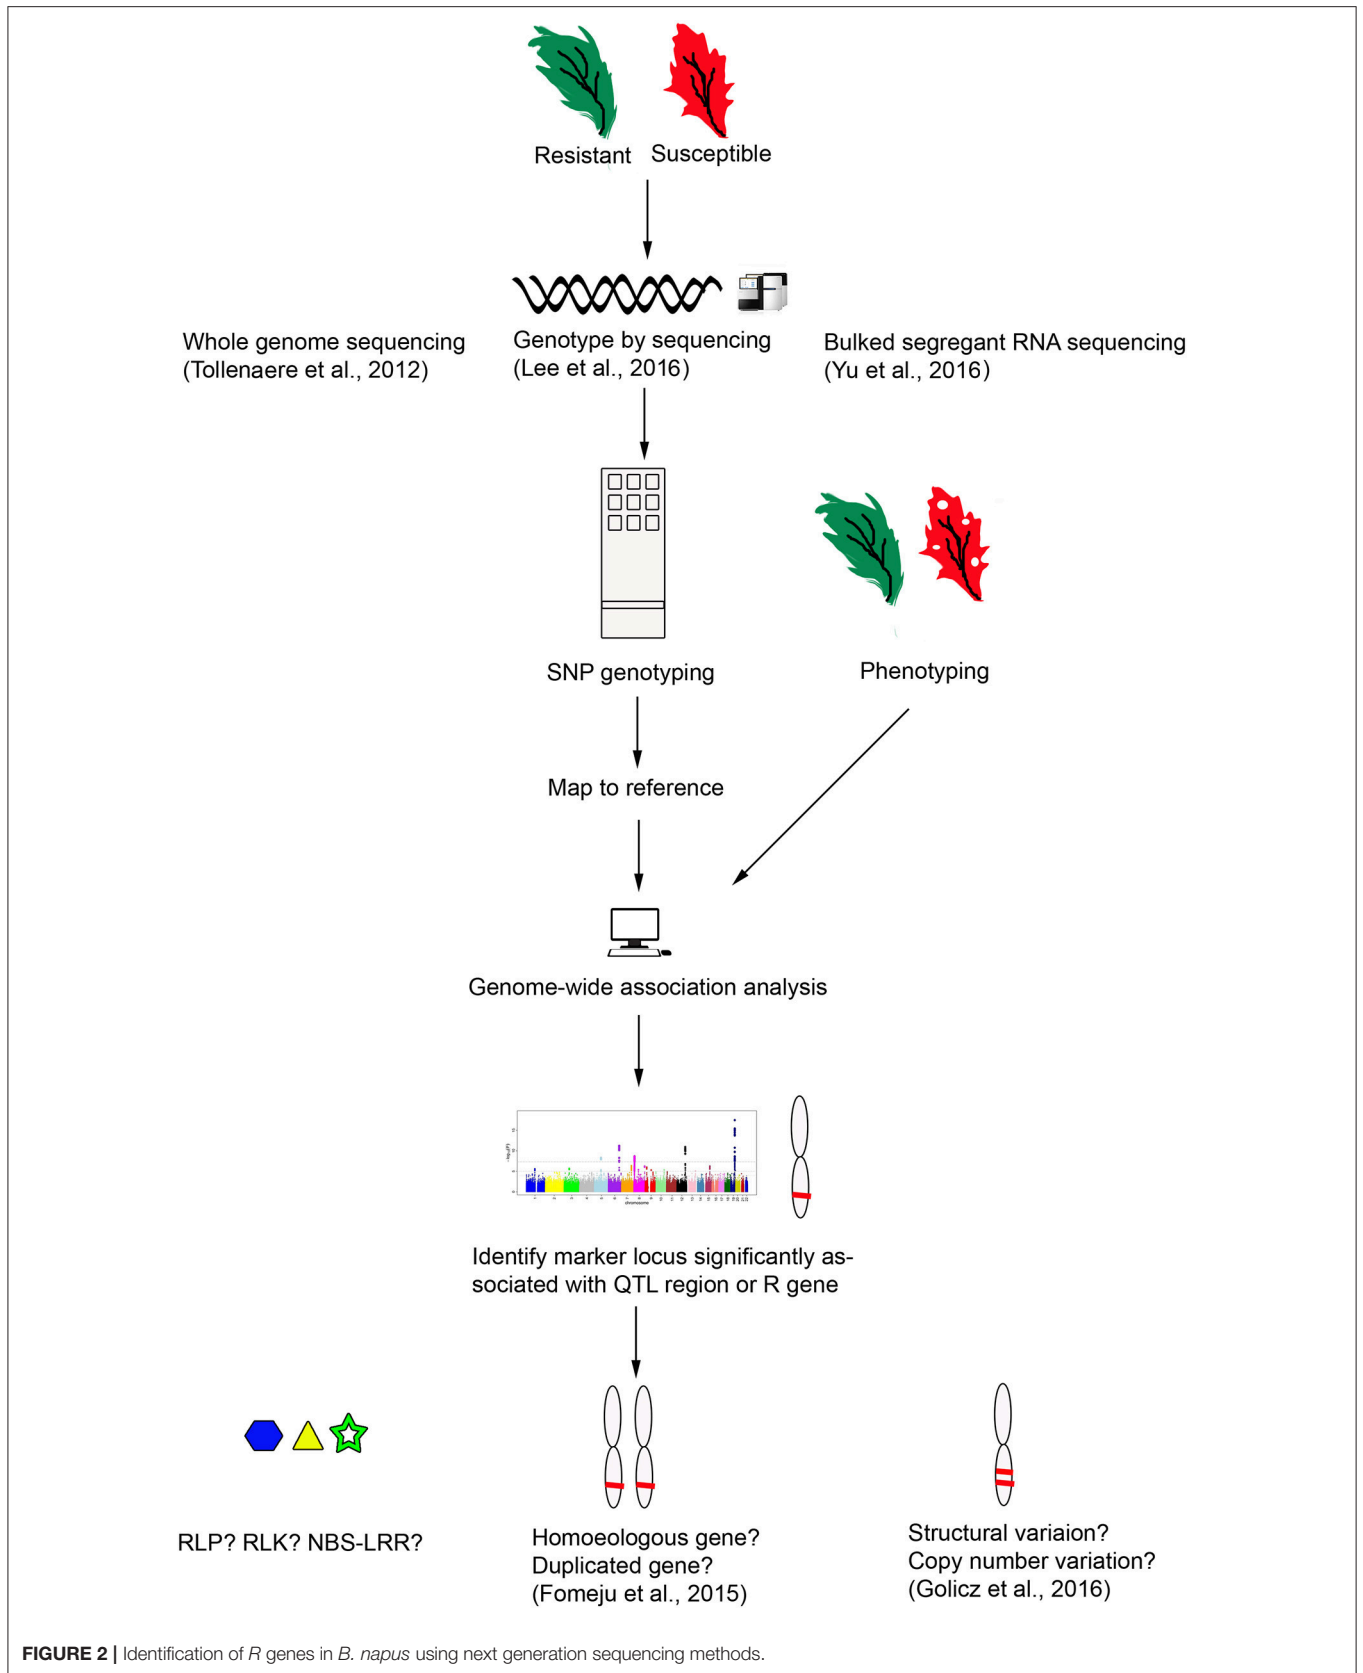 Resistant Susceptible
Whole genome sequencing
(Tollenaere et al., 2012)
Genotype by sequencing
(Lee et al., 2016)
Bulked segregant RNA sequencing
(Yu et al., 2016)
SNP genotyping
Phenotyping
Map to reference
Genome-wide association analysis
chromosome
Identify marker locus significantly as-
sociated with QTL region or R gene
RLP? RLK? NBS-LRR?
Homoeologous gene?
Duplicated gene?
(Fomeju et al., 2015)
Structural variaion?
Copy number variation?
(Golicz et al., 2016)
FIGURE 2 | Identification of R genes in B. napus using next generation sequencing methods.